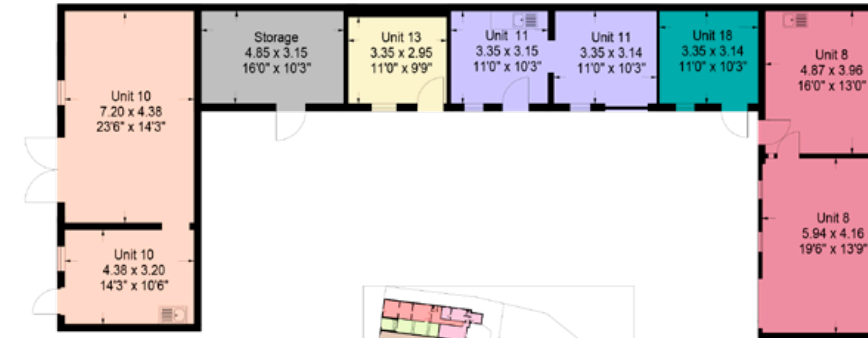 Unit 10
7.20 x 4.38
23'6" x 14'3"
Storage
4.85 x 3.15
16'0" x 10'3"
Unit 13
3.35 x 2.95
11'0" x 9'9"
Unit 11
3.35 x 3.15
11'0" x 10'3"
Unit 11
3.35 x 3.14
11'0" x 10'3"
Unit 18
3.35 x 3.14
11'0" x 10'3"
Unit 8
4.87 x 3.96
16'0" x 13'0"
Unit 10
4.38 x 3.20
14'3" x 10'6"
Unit 8
5.94 x 4.16
19'6" x 13'9"